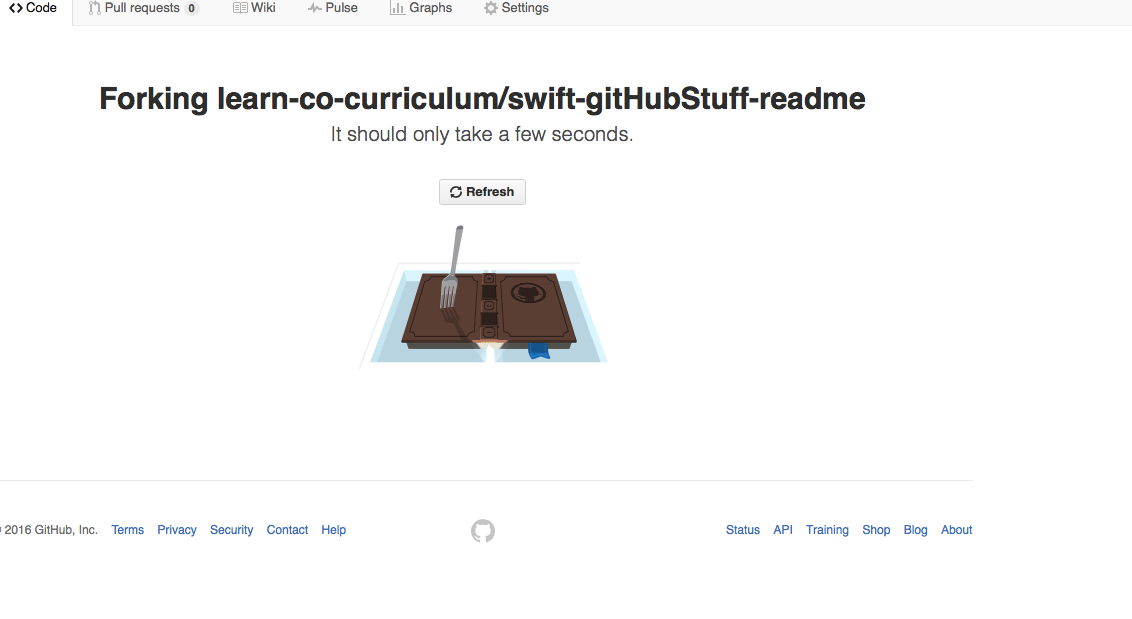 Code Pull requests 0 Wiki Pulse Graphs Settings
Forking learn-co-curriculum/swift-gitHubStuff-readme
It should only take a few seconds.
Refresh
© 2016 GitHub, Inc. Terms Privacy Security Contact Help Status API Training Shop Blog About